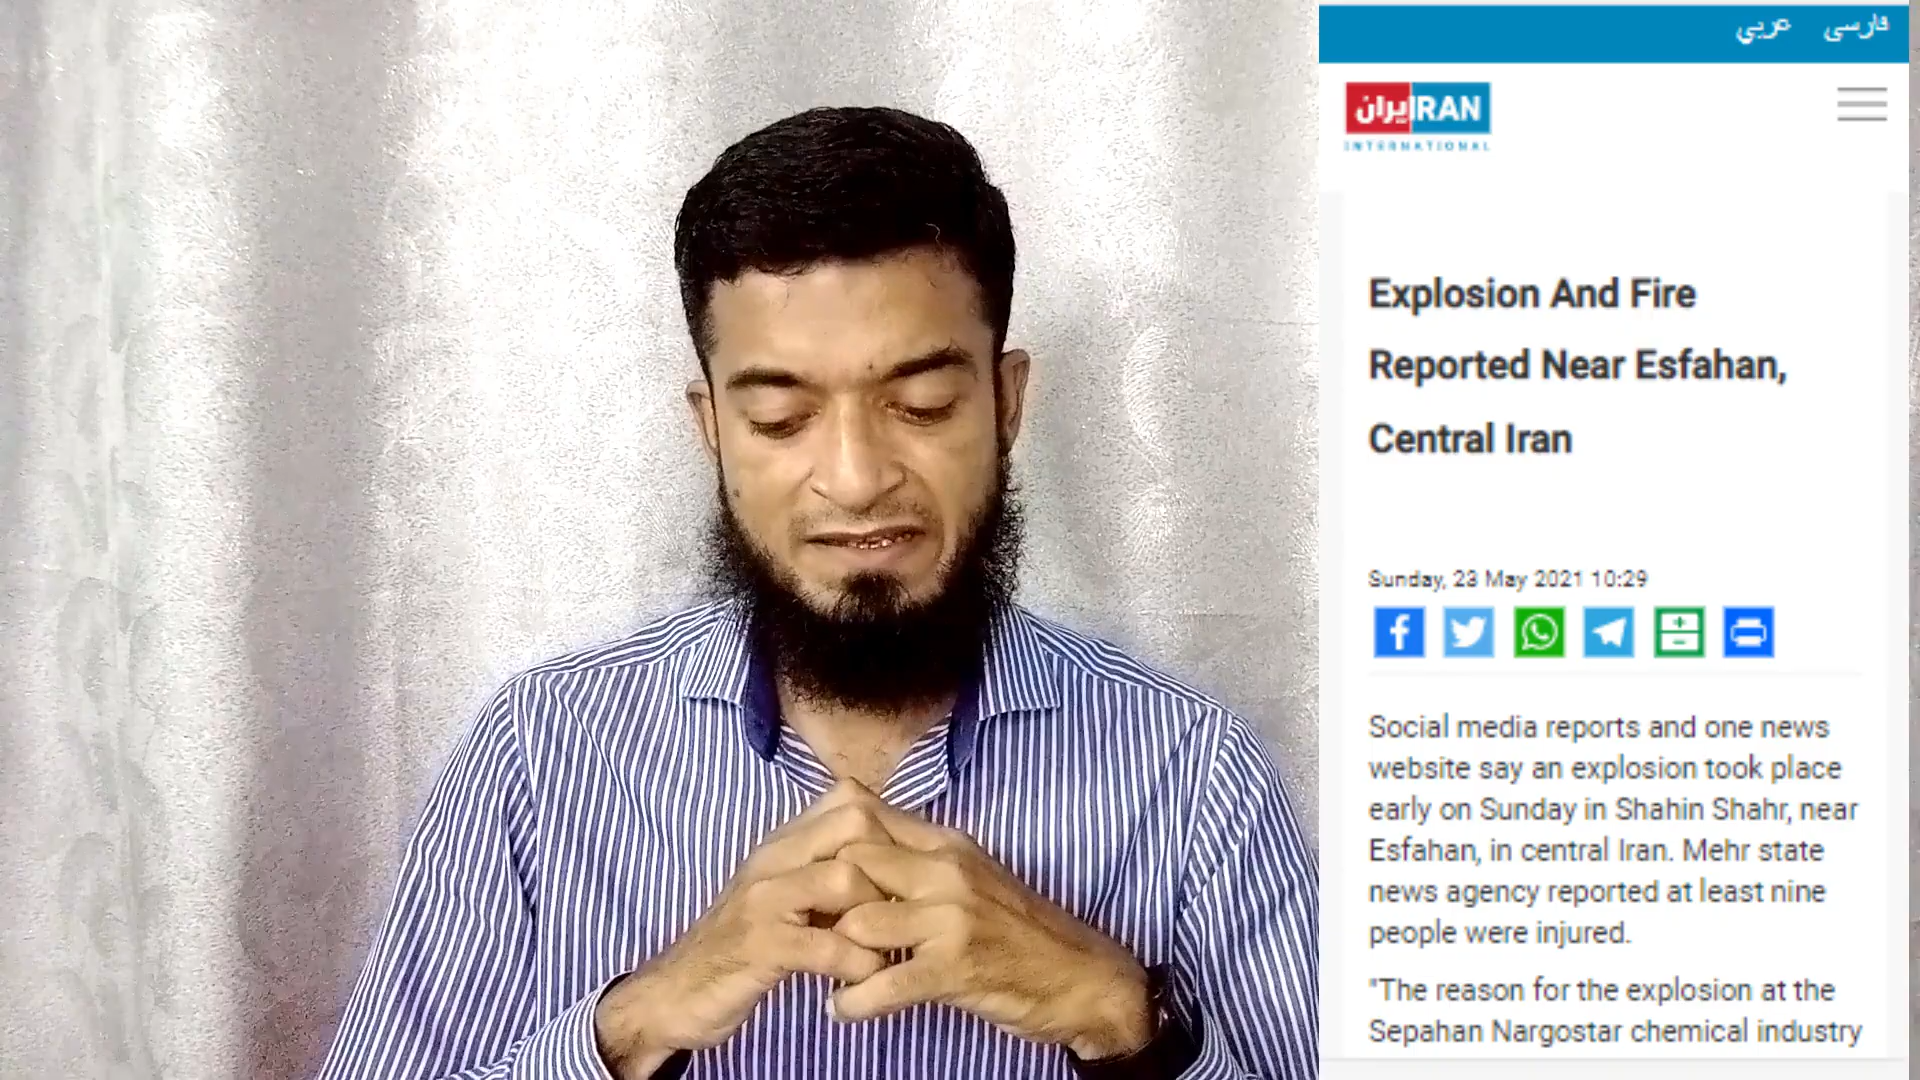 عربي فارسی
ایران IRAN
INTERNATIONAL
Explosion And Fire
Reported Near Esfahan,
Central Iran
Sunday, 23 May 2021 10:29
Social media reports and one news
website say an explosion took place
early on Sunday in Shahin Shahr, near
Esfahan, in central Iran. Mehr state
news agency reported at least nine
people were injured.
"The reason for the explosion at the
Sepahan Nargostar chemical industry